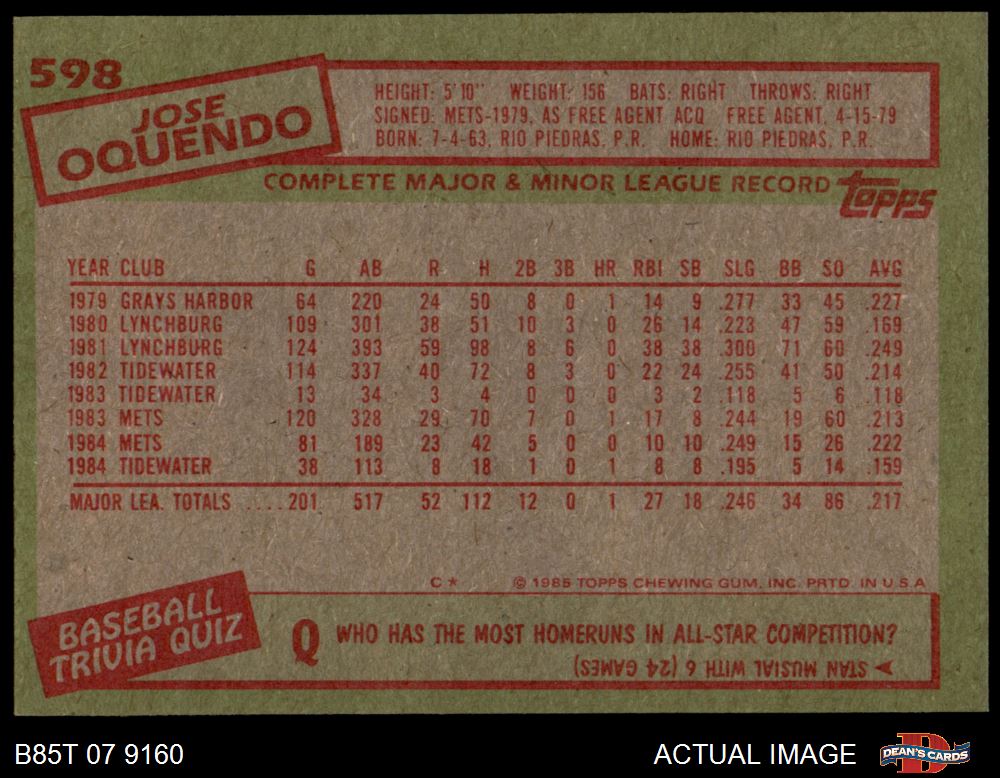 598
JOSE
OQUENDO
HEIGHT: 5'10" WEIGHT: 156 BATS: RIGHT THROWS: RIGHT
SIGNED: METS-1979, AS FREE AGENT ACQ FREE AGENT, 4-15-79
BORN: 7-4-63, RIO PIEDRAS, P.R. HOME: RIO PIEDRAS, P.R.
COMPLETE MAJOR & MINOR LEAGUE RECORD topps
YEAR CLUB G AB R H 2B 3B HR RBI SB SLG BB SO AVG
1979 GRAYS HARBOR 64 220 24 50 8 0 1 14 9 .277 33 45 .227
1980 LYNCHBURG 109 301 38 51 10 3 0 26 14 .223 47 59 .169
1981 LYNCHBURG 124 393 59 98 8 6 0 38 38 .300 71 60 .249
1982 TIDEWATER 114 337 40 72 8 3 0 22 24 .255 41 50 .214
1983 TIDEWATER 13 34 3 4 0 0 0 3 2 .118 5 6 .118
1983 METS 120 328 29 70 7 0 1 17 8 .244 19 60 .213
1984 METS 81 189 23 42 5 0 0 10 10 .249 15 26 .222
1984 TIDEWATER 38 113 8 18 1 0 1 8 8 .195 5 14 .159
MAJOR LEA. TOTALS ....201 517 52 112 12 0 1 27 18 .246 34 86 .217
C* © 1985 TOPPS CHEWING GUM, INC. PRTD. IN U.S.A
BASEBALL
TRIVIA QUIZ
Q WHO HAS THE MOST HOMERUNS IN ALL-STAR COMPETITION?
STAN MUSIAL WITH 6 (24 GAMES)
B85T 07 9160 ACTUAL IMAGE DEAN'S CARDS